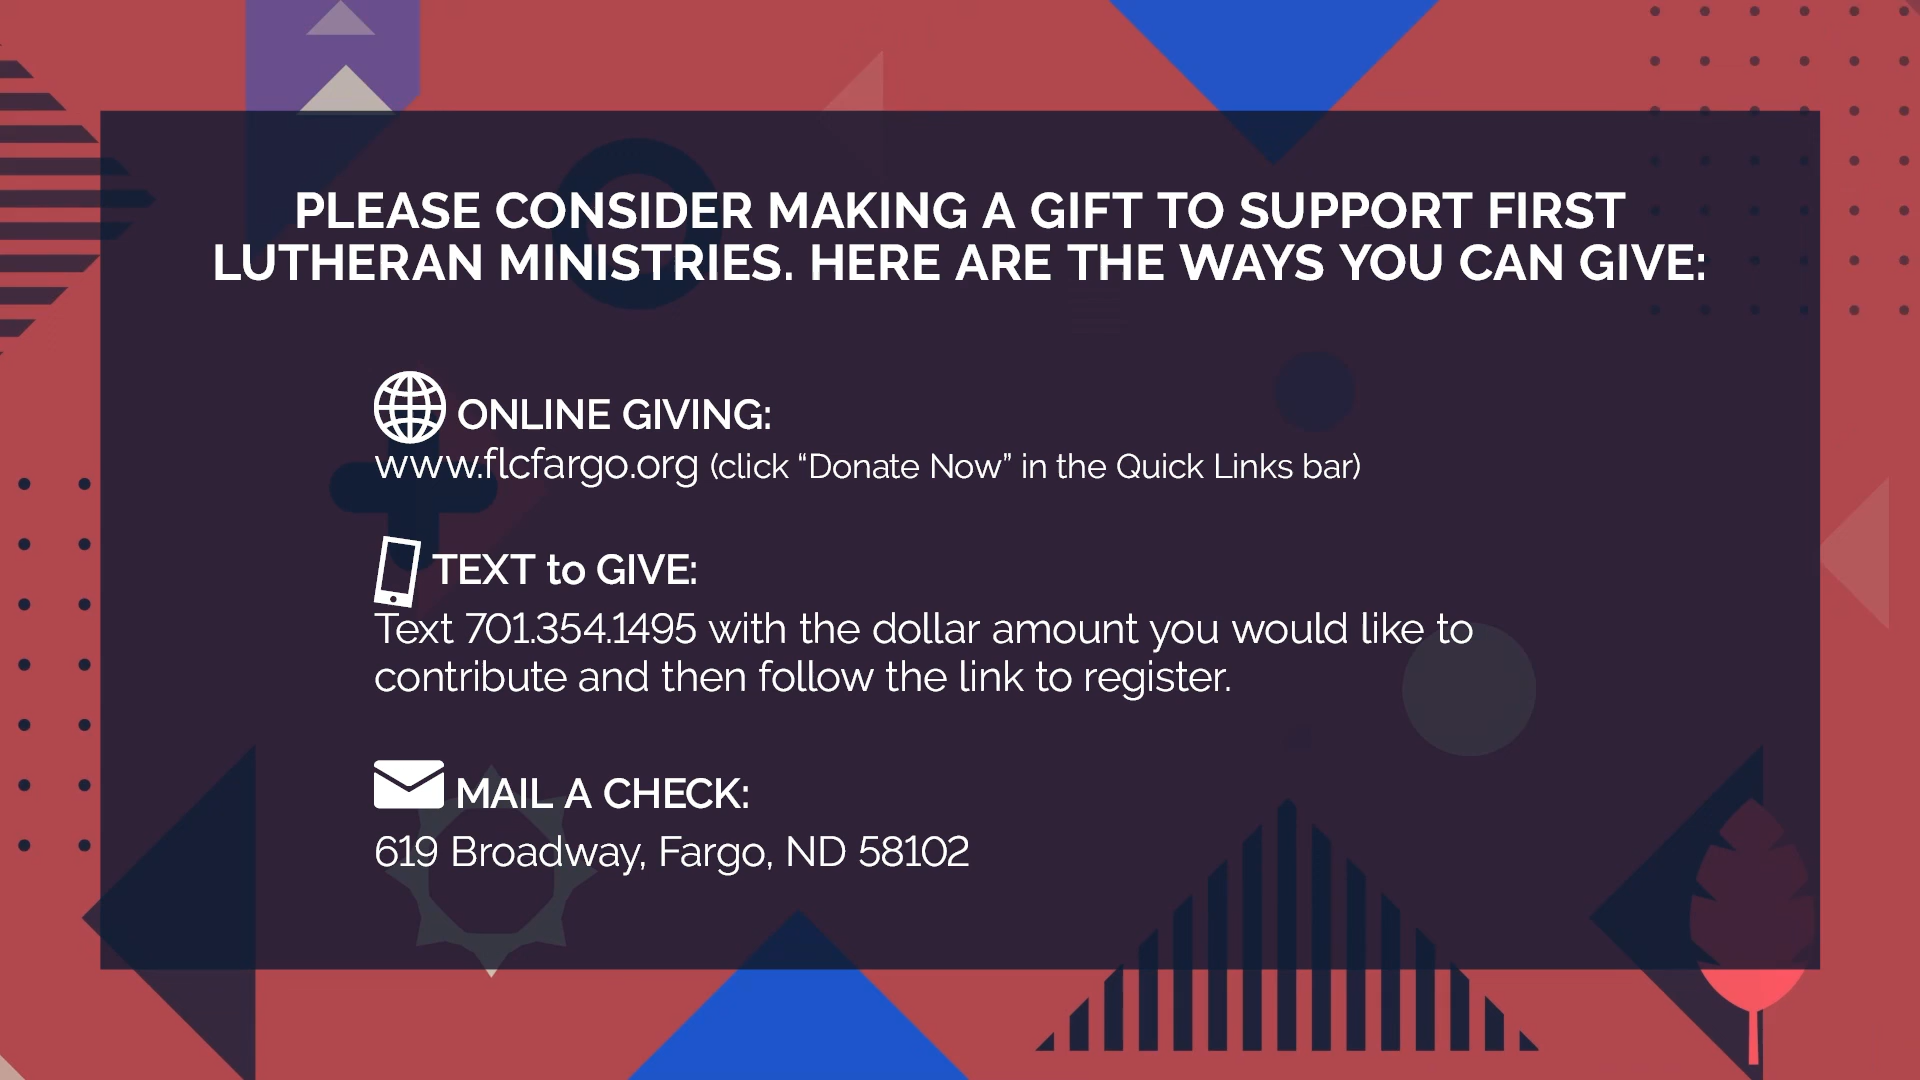 PLEASE CONSIDER MAKING A GIFT TO SUPPORT FIRST
LUTHERAN MINISTRIES. HERE ARE THE WAYS YOU CAN GIVE:
ONLINE GIVING:
www.flcfargo.org (click “Donate Now” in the Quick Links bar)
TEXT to GIVE:
Text 701.354.1495 with the dollar amount you would like to
contribute and then follow the link to register.
MAIL A CHECK:
619 Broadway, Fargo, ND 58102